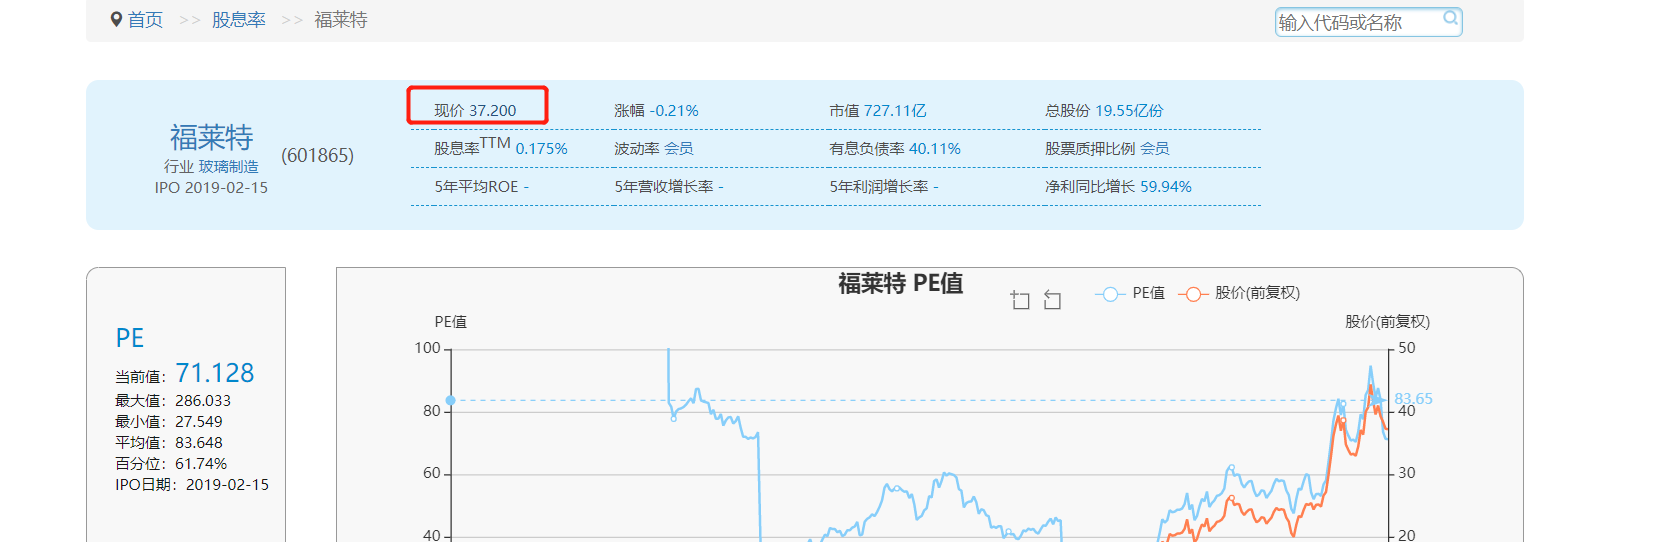 首页 >> 股息率 >> 福莱特
输入代码或名称
福莱特
行业 玻璃制造
IPO 2019-02-15
(601865)
现价 37.200 涨幅 -0.21% 市值 727.11亿 总股份 19.55亿份
股息率TTM 0.175% 波动率 会员 有息负债率 40.11% 股票质押比例 会员
5年平均ROE - 5年营收增长率 - 5年利润增长率 - 净利同比增长 59.94%
PE
当前值: 71.128
最大值: 286.033
最小值: 27.549
平均值: 83.648
百分位: 61.74%
IPO日期: 2019-02-15
福莱特 PE值
PE值 股价(前复权)
PE值 股价(前复权)
100 50
83.65
80 40
60 30
40 20